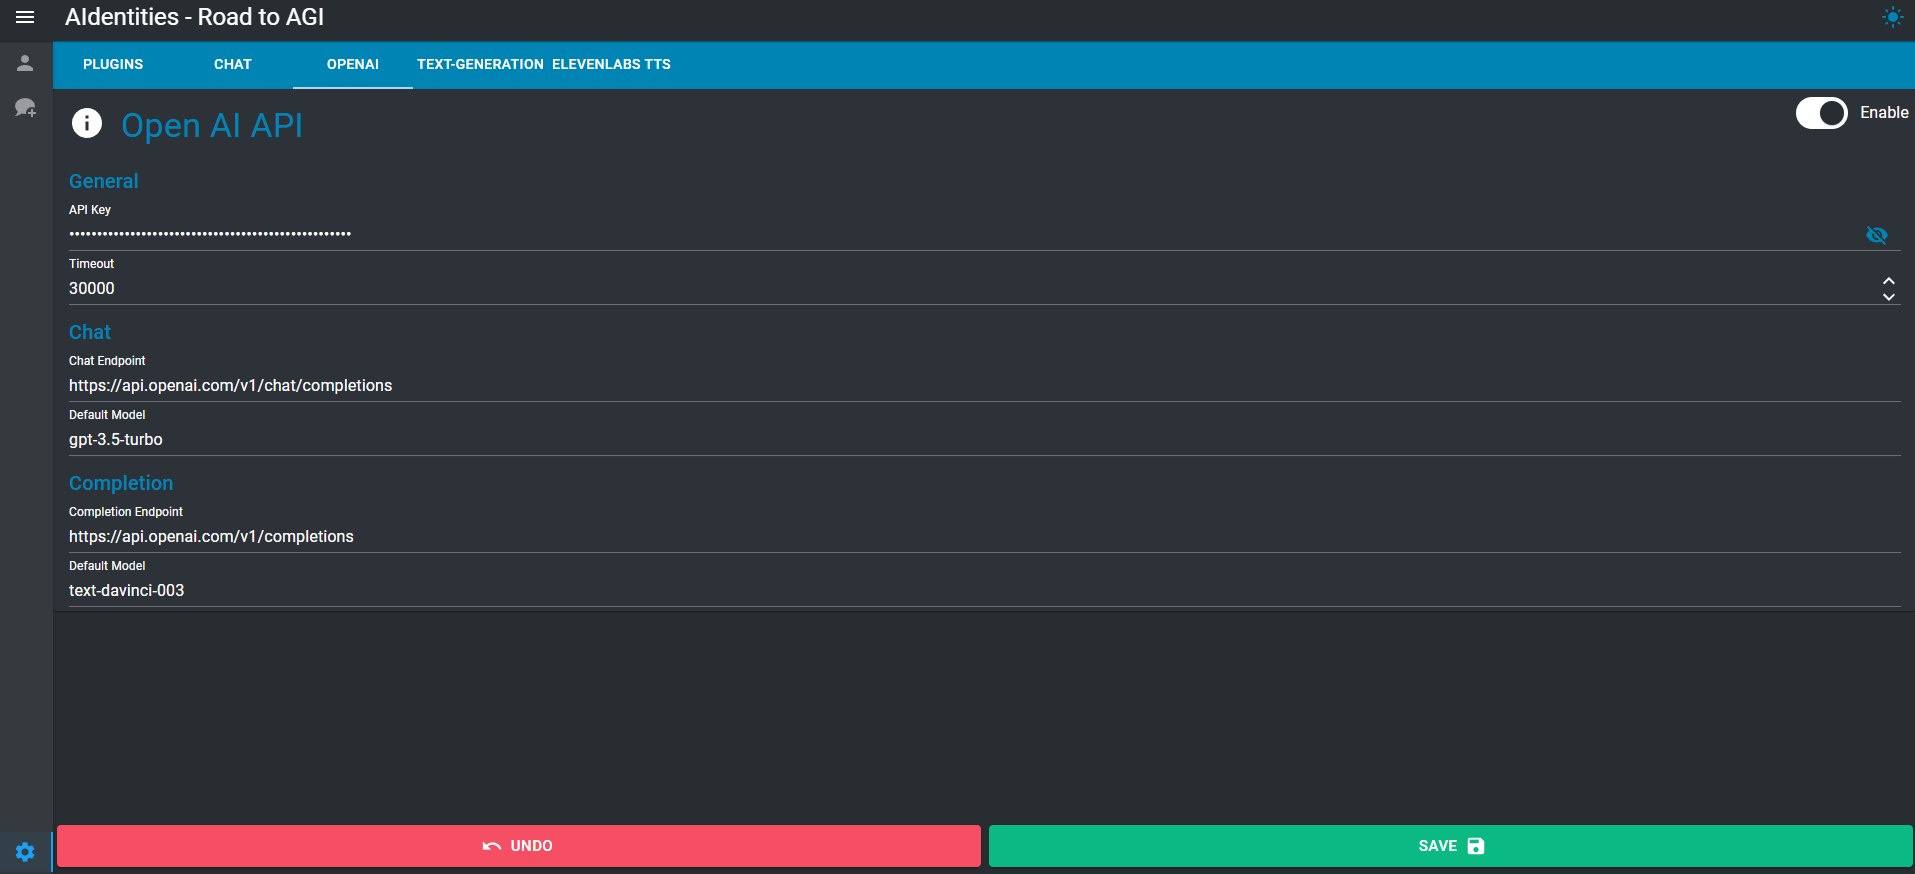 AIdentities - Road to AGI
PLUGINS CHAT OPENAI TEXT-GENERATION ELEVENLABS TTS
Open AI API
Enable
General
API Key
••••••••••••••••••••••••••••••••••••••••••••••••••••
Timeout
30000
Chat
Chat Endpoint
https://api.openai.com/v1/chat/completions
Default Model
gpt-3.5-turbo
Completion
Completion Endpoint
https://api.openai.com/v1/completions
Default Model
text-davinci-003
UNDO SAVE